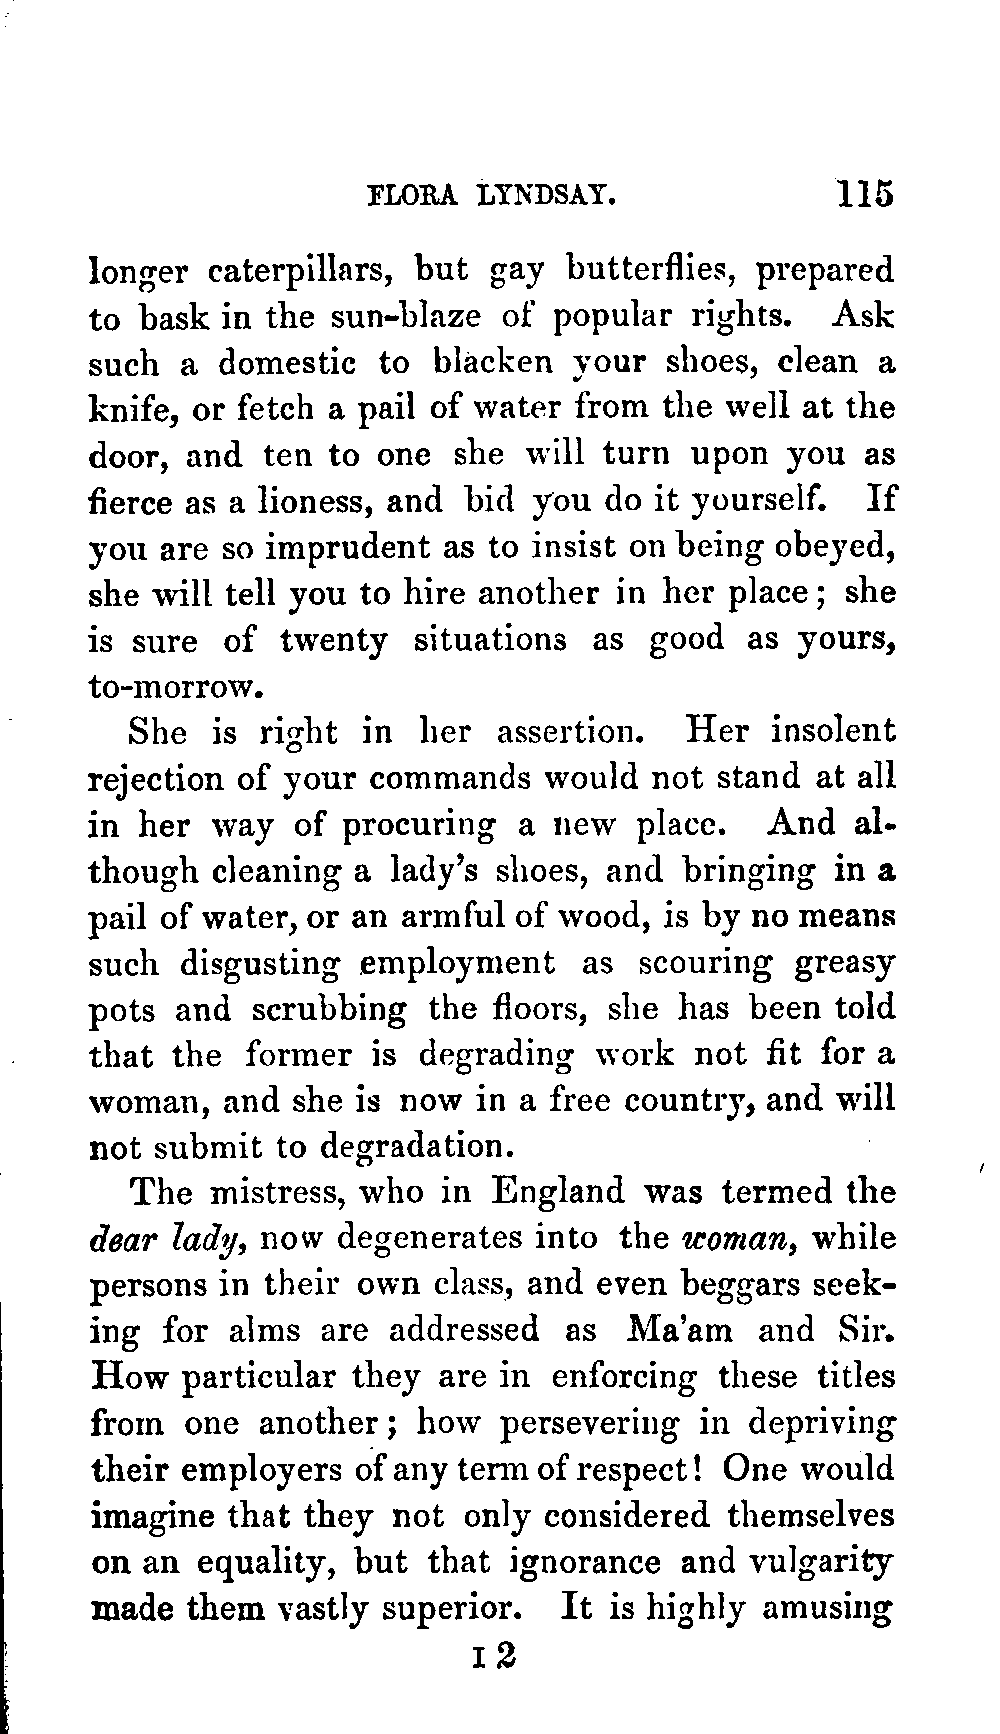 FLORA LYNDSAY. 115
longer caterpillars, but gay butterflies, prepared
to bask in the sun-blaze of popular rights. Ask
such a domestic to blacken your shoes, clean a
knife, or fetch a pail of water from the well at the
door, and ten to one she will turn upon you as
fierce as a lioness, and bid you do it yourself. If
you are so imprudent as to insist on being obeyed,
she will tell you to hire another in her place; she
is sure of twenty situations as good as yours,
to-morrow.
She is right in her assertion. Her insolent
rejection of your commands would not stand at all
in her way of procuring a new place. And al-
though cleaning a lady's shoes, and bringing in a
pail of water, or an armful of wood, is by no means
such disgusting employment as scouring greasy
pots and scrubbing the floors, she has been told
that the former is degrading work not fit for a
woman, and she is now in a free country, and will
not submit to degradation.
The mistress, who in England was termed the
dear lady, now degenerates into the woman, while
persons in their own class, and even beggars seek-
ing for alms are addressed as Ma'am and Sir.
How particular they are in enforcing these titles
from one another; how persevering in depriving
their employers of any term of respect! One would
imagine that they not only considered themselves
on an equality, but that ignorance and vulgarity
made them vastly superior. It is highly amusing
I 2